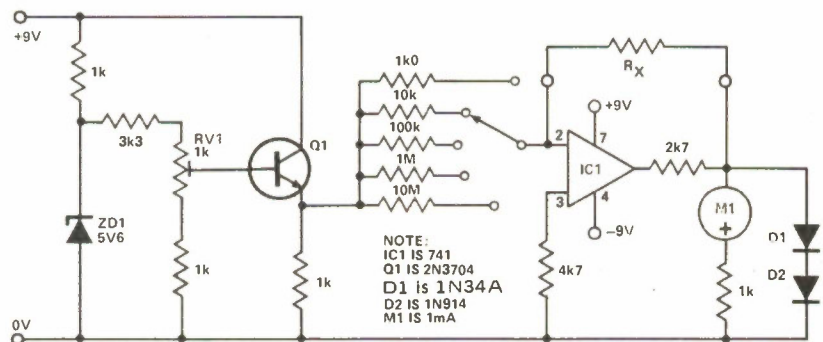 +9V
1k
3k3
RV1
1k
ZD1
5V6
1k
0V
Q1
1k
1k0
10k
100k
1M
10M
NOTE:
IC1 IS 741
Q1 IS 2N3704
D1 is 1N34A
D2 IS 1N914
M1 IS 1mA
RX
+9V
7
2
IC1
3
4
-9V
4k7
2k7
M1
+
1k
D1
D2